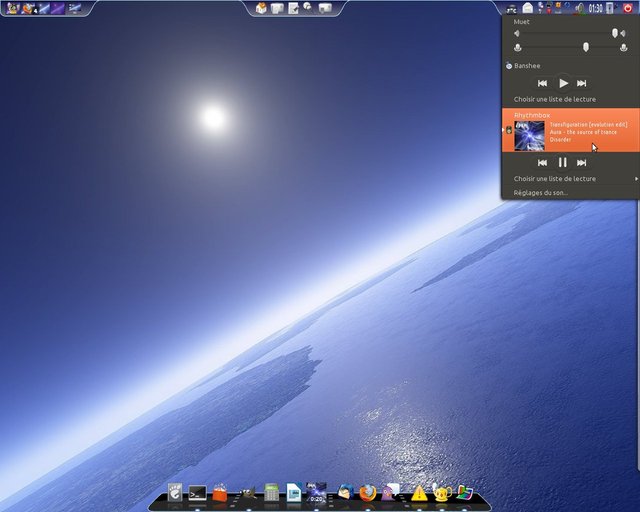 01:30
Muet
Banshee
Choisir une liste de lecture
Rhythmbox
Transfiguration [evolution edit]
Aura - the source of trance
Disorder
Choisir une liste de lecture
Réglages du son...
0:20